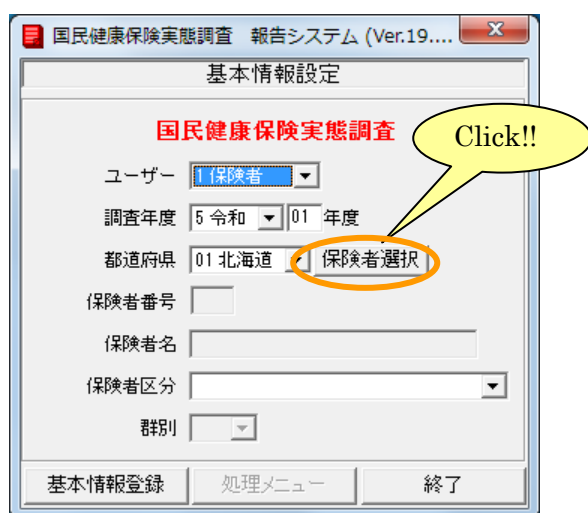 国民健康保険実態調査 報告システム (Ver.19....
基本情報設定
国民健康保険実態調査
Click!!
ユーザー 1 保険者
調査年度 5 令和 01 年度
都道府県 01 北海道 保険者選択
保険者番号
保険者名
保険者区分
群別
基本情報登録 処理メニュー 終了